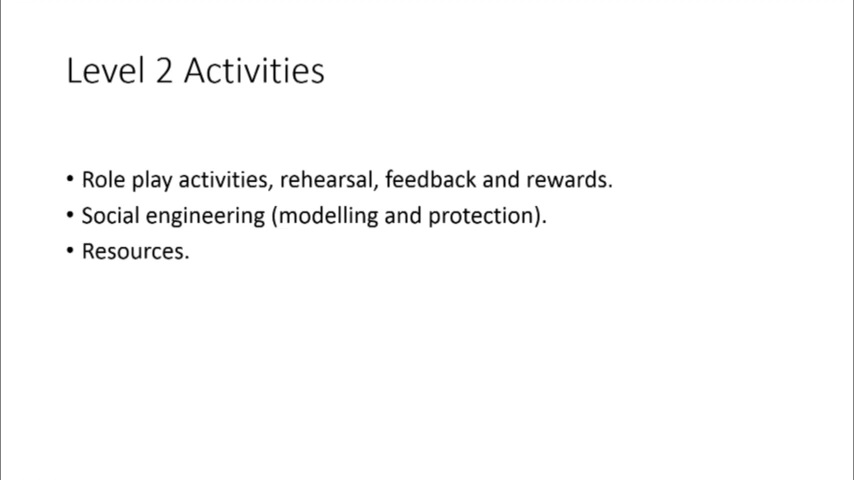 Level 2 Activities
• Role play activities, rehearsal, feedback and rewards.
• Social engineering (modelling and protection).
• Resources.